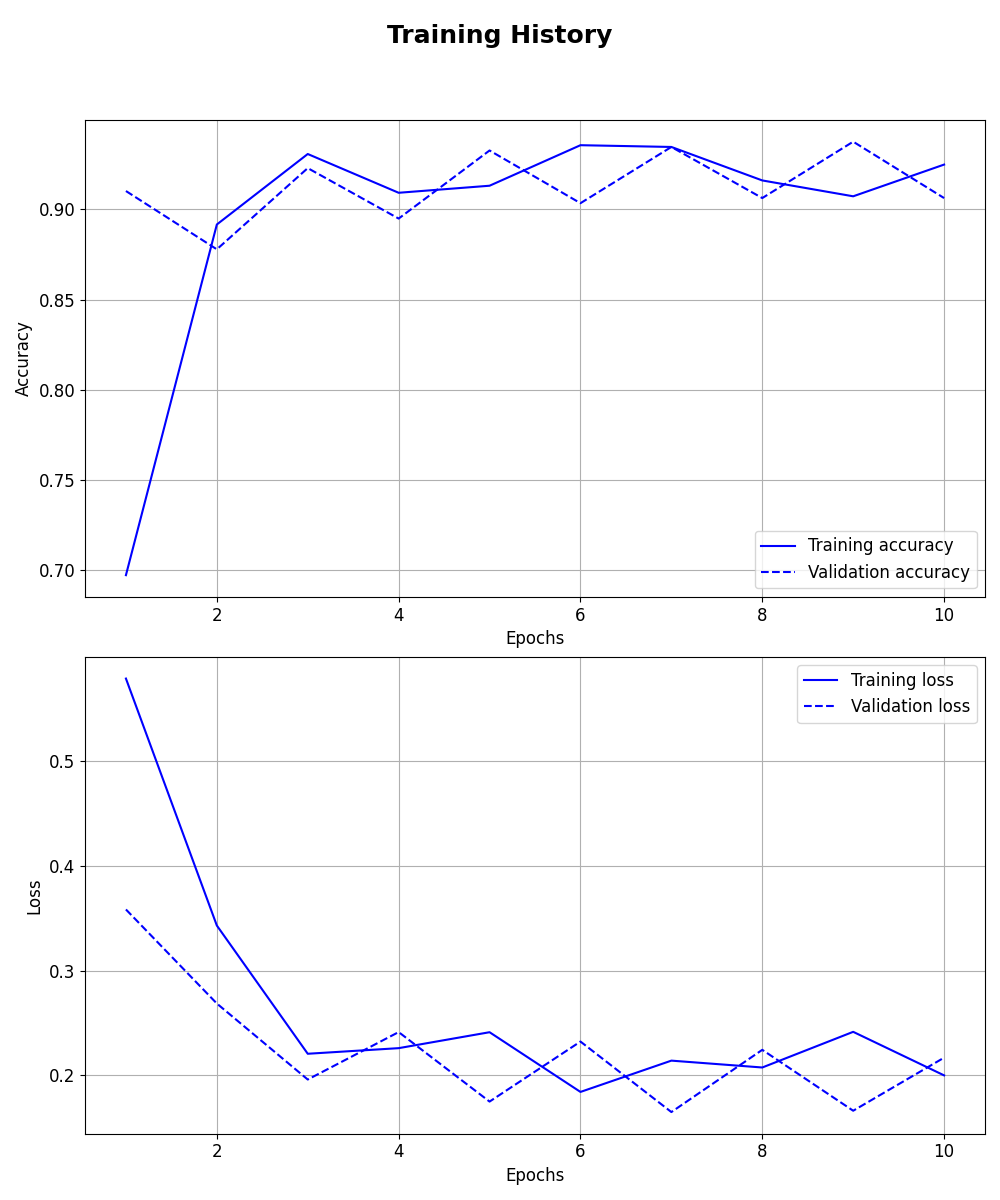 Training History
0.90
0.85
0.80
0.75
0.70
Accuracy
Training accuracy
Validation accuracy
2 4 6 8 10
Epochs
Training loss
Validation loss
0.5
0.4
0.3
0.2
Loss
2 4 6 8 10
Epochs